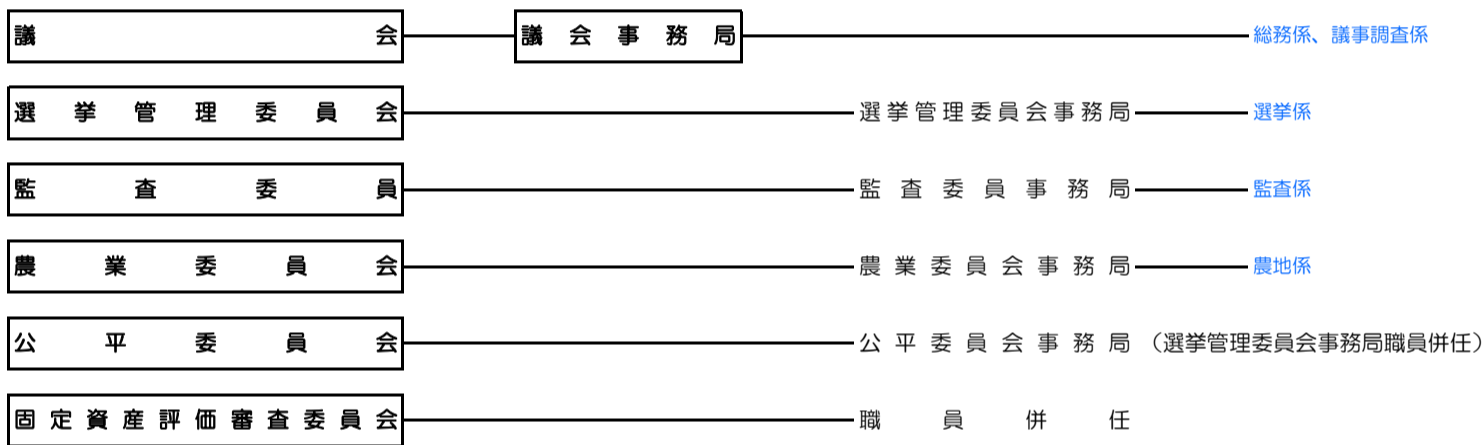 議会 議会事務局 総務係、議事調査係
選挙管理委員会 選挙管理委員会事務局 選挙係
監査委員 監査委員事務局 監査係
農業委員会 農業委員会事務局 農地係
公平委員会 公平委員会事務局 （選挙管理委員会事務局職員併任）
固定資産評価審査委員会 職員併任